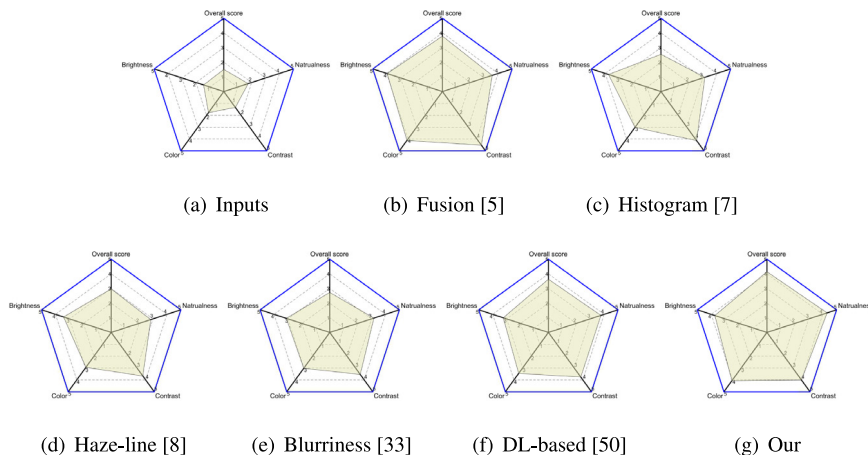 Overall score
Brightness
Natrualness
Color
Contrast
(a) Inputs
Overall score
Brightness
Natrualness
Color
Contrast
(b) Fusion [5]
Overall score
Brightness
Natrualness
Color
Contrast
(c) Histogram [7]
Overall score
Brightness
Natrualness
Color
Contrast
(d) Haze-line [8]
Overall score
Brightness
Natrualness
Color
Contrast
(e) Blurriness [33]
Overall score
Brightness
Natrualness
Color
Contrast
(f) DL-based [50]
Overall score
Brightness
Natrualness
Color
Contrast
(g) Our